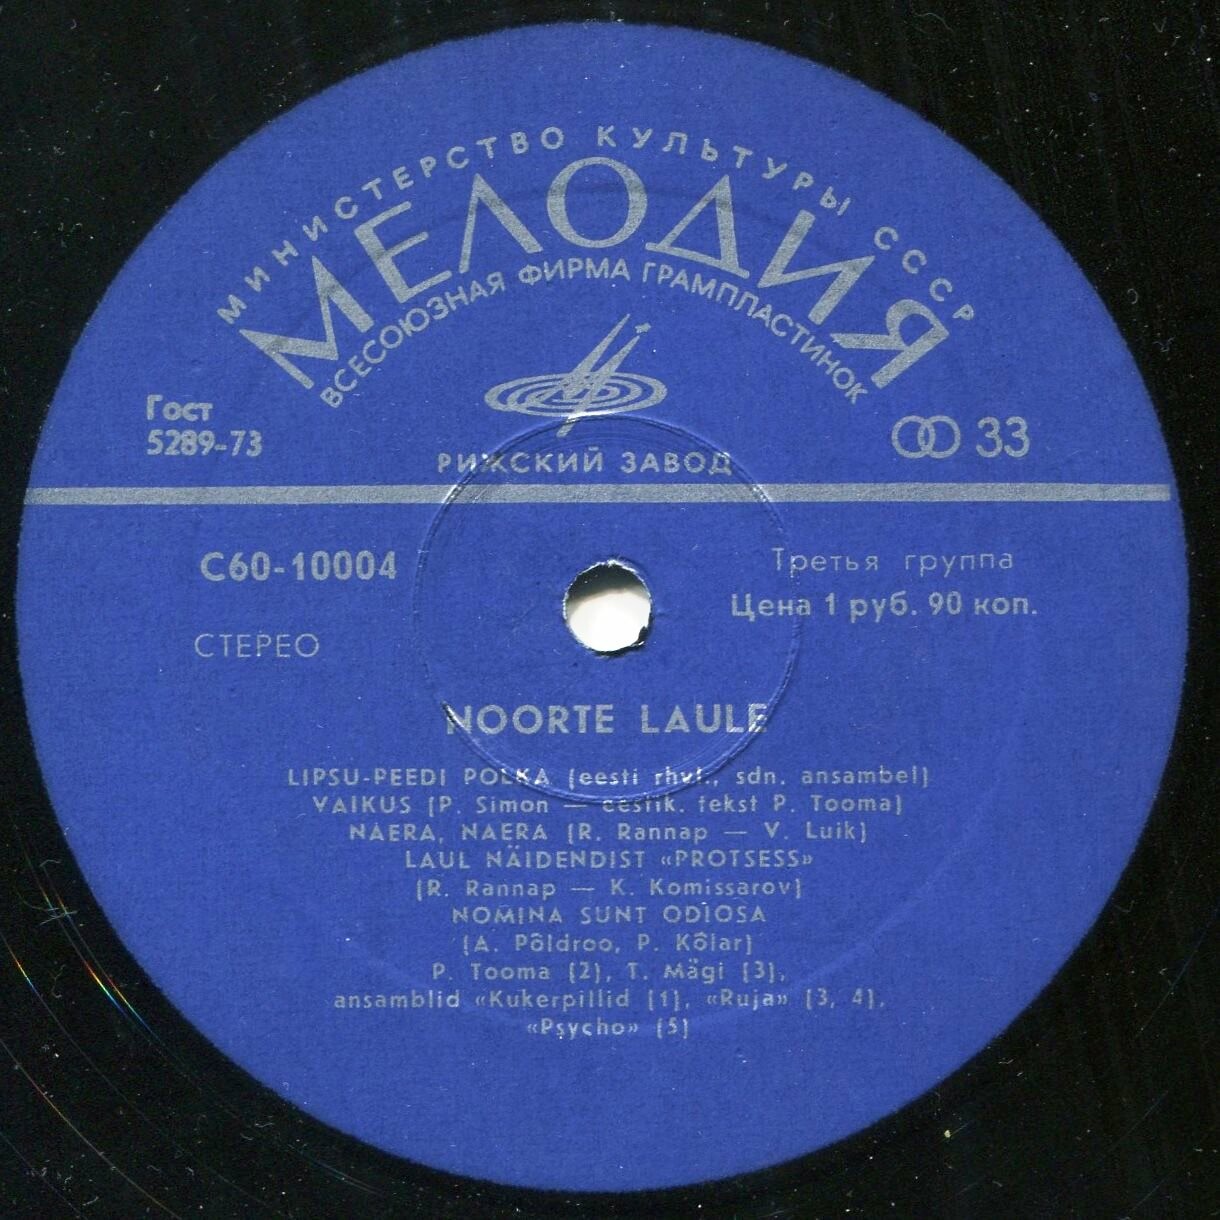 МИНИСТЕРСТВО КУЛЬТУРЫ СССР
МЕЛОДИЯ
ВСЕСОЮЗНАЯ ФИРМА ГРАМПЛАСТИНОК
Гост
5289-73
33
РИЖСКИЙ ЗАВОД
С60-10004
Третья группа
Цена 1 руб. 90 коп.
СТЕРЕО
NOORTE LAULE
LIPSU-PEEDI POLKA (eesti rhvl., sdn. ansambel)
VAIKUS (P. Simon — eestik. tekst P. Tooma)
NAERA, NAERA (R. Rannap — V. Luik)
LAUL NÄIDENDIST «PROTSESS»
(R. Rannap — K. Komissarov)
NOMINA SUNT ODIOSA
(A. Põldroo, P. Kõlar)
P. Tooma (2), T. Mägi (3),
ansamblid «Kukerpillid (1), «Ruja» (3, 4),
«Psycho» (5)